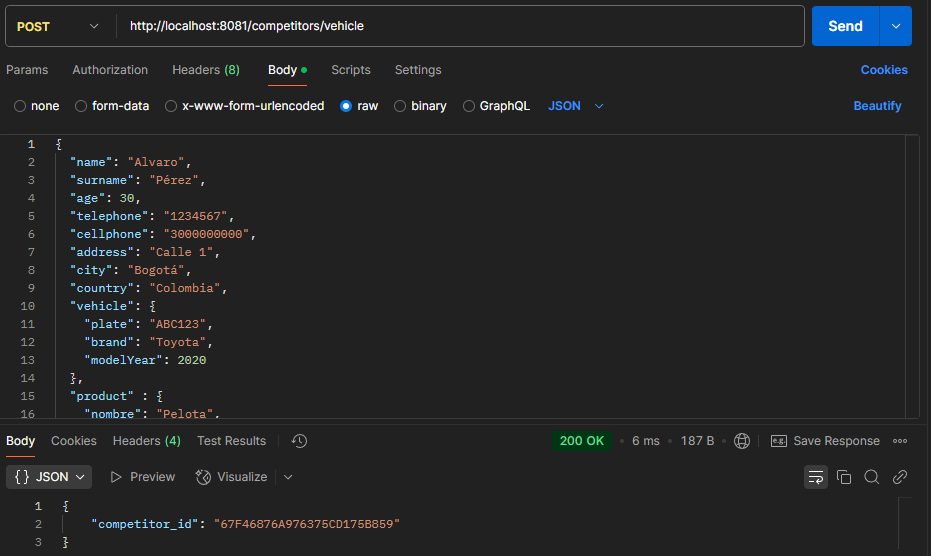 POST http://localhost:8081/competitors/vehicle Send
Params Authorization Headers (8) Body Scripts Settings Cookies
none form-data x-www-form-urlencoded raw binary GraphQL JSON Beautify
1 {
2 "name": "Alvaro",
3 "surname": "Pérez",
4 "age": 30,
5 "telephone": "1234567",
6 "cellphone": "3000000000",
7 "address": "Calle 1",
8 "city": "Bogotá",
9 "country": "Colombia",
10 "vehicle": {
11 "plate": "ABC123",
12 "brand": "Toyota",
13 "modelYear": 2020
14 },
15 "product" : {
16 "nombre": "Pelota",
Body Cookies Headers (4) Test Results 200 OK • 6 ms • 187 B • e.g. Save Response
{ } JSON Preview Visualize
1 {
2 "competitor_id": "67F46876A976375CD175B859"
3 }